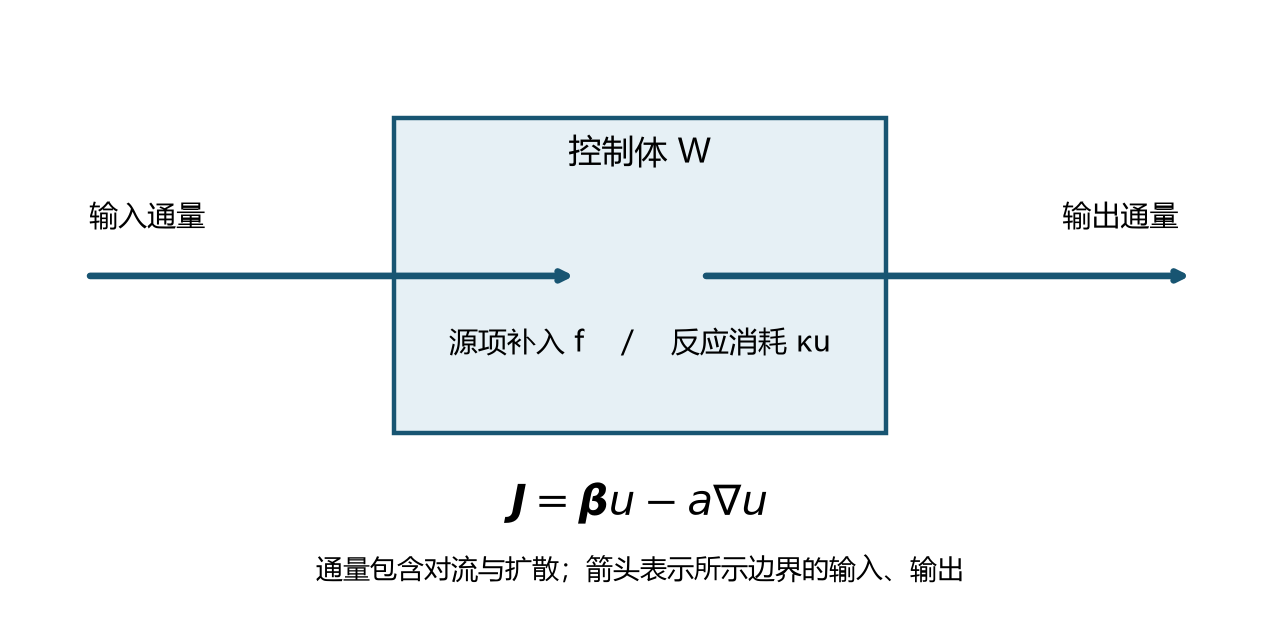 控制体 W
输入通量
输出通量
源项补入 f / 反应消耗 κu
J = βu − a∇u
通量包含对流与扩散；箭头表示所示边界的输入、输出